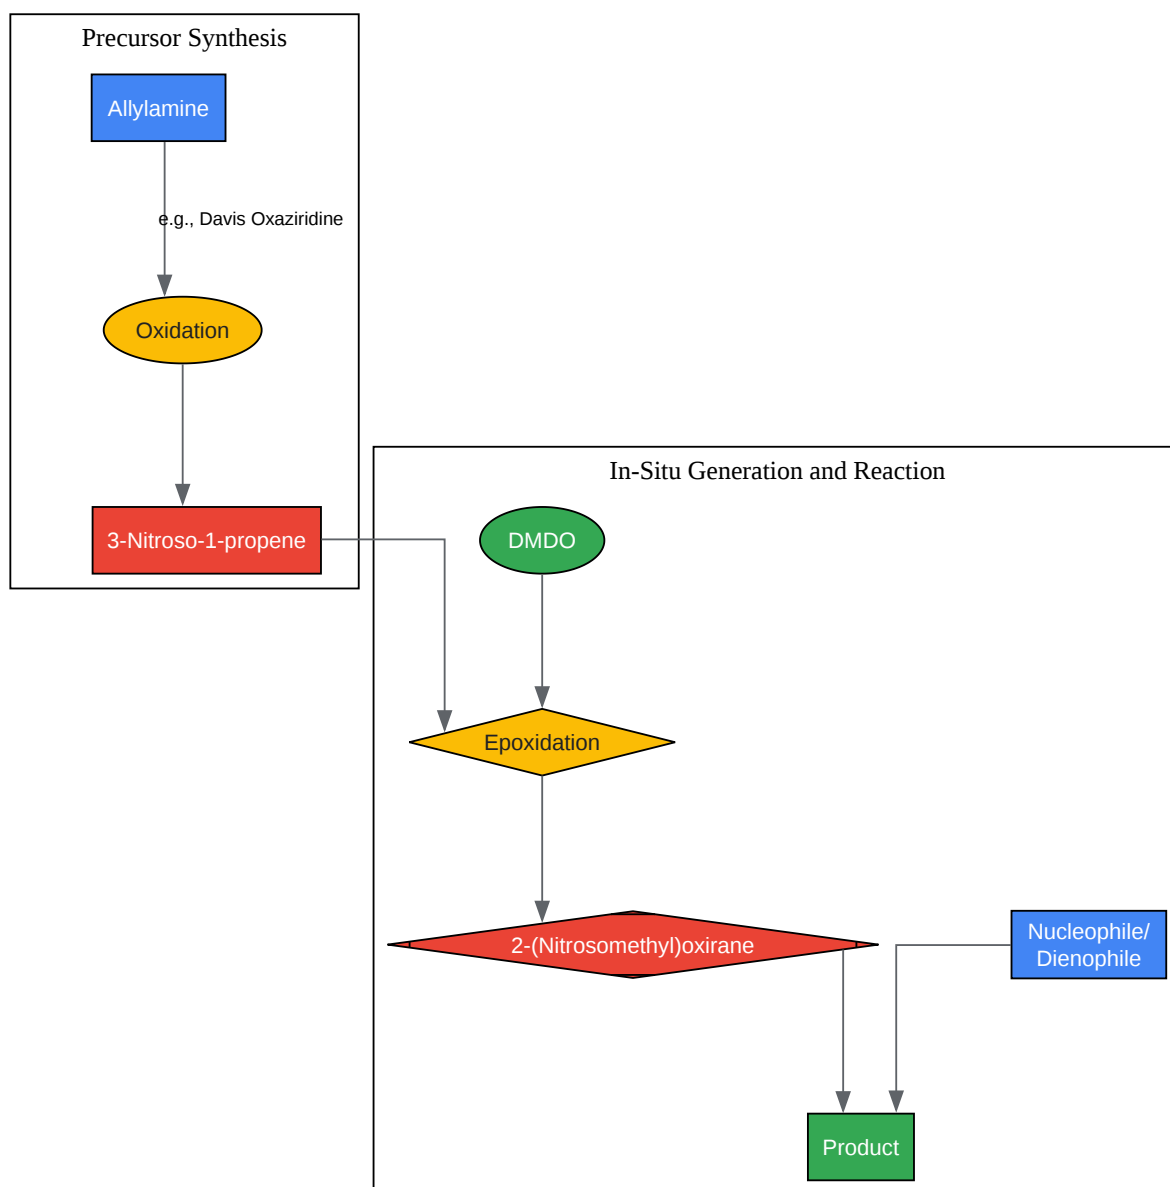 Precursor Synthesis
Allylamine
e.g., Davis Oxaziridine
Oxidation
3-Nitroso-1-propene
In-Situ Generation and Reaction
DMDO
Epoxidation
2-(Nitrosomethyl)oxirane
Nucleophile/
Dienophile
Product